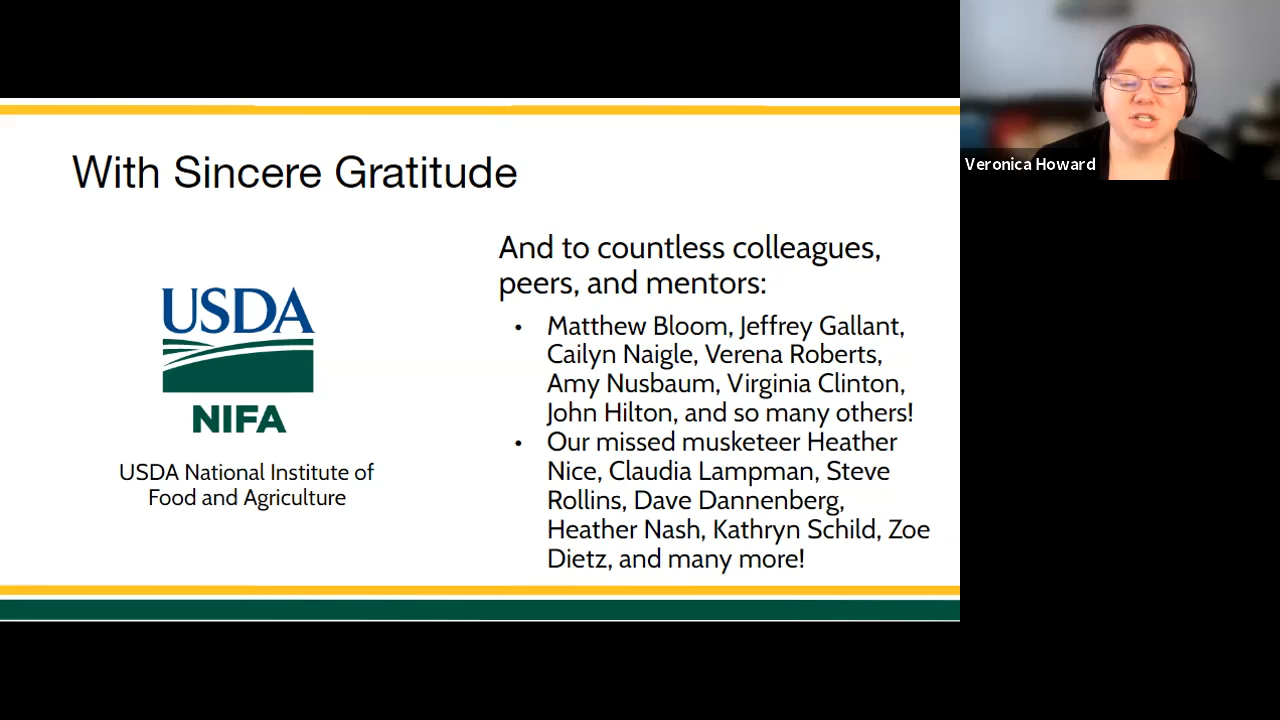 With Sincere Gratitude
USDA
NIFA
USDA National Institute of
Food and Agriculture
And to countless colleagues,
peers, and mentors:
• Matthew Bloom, Jeffrey Gallant,
Cailyn Naigle, Verena Roberts,
Amy Nusbaum, Virginia Clinton,
John Hilton, and so many others!
• Our missed musketeer Heather
Nice, Claudia Lampman, Steve
Rollins, Dave Dannenberg,
Heather Nash, Kathryn Schild, Zoe
Dietz, and many more!
Veronica Howard